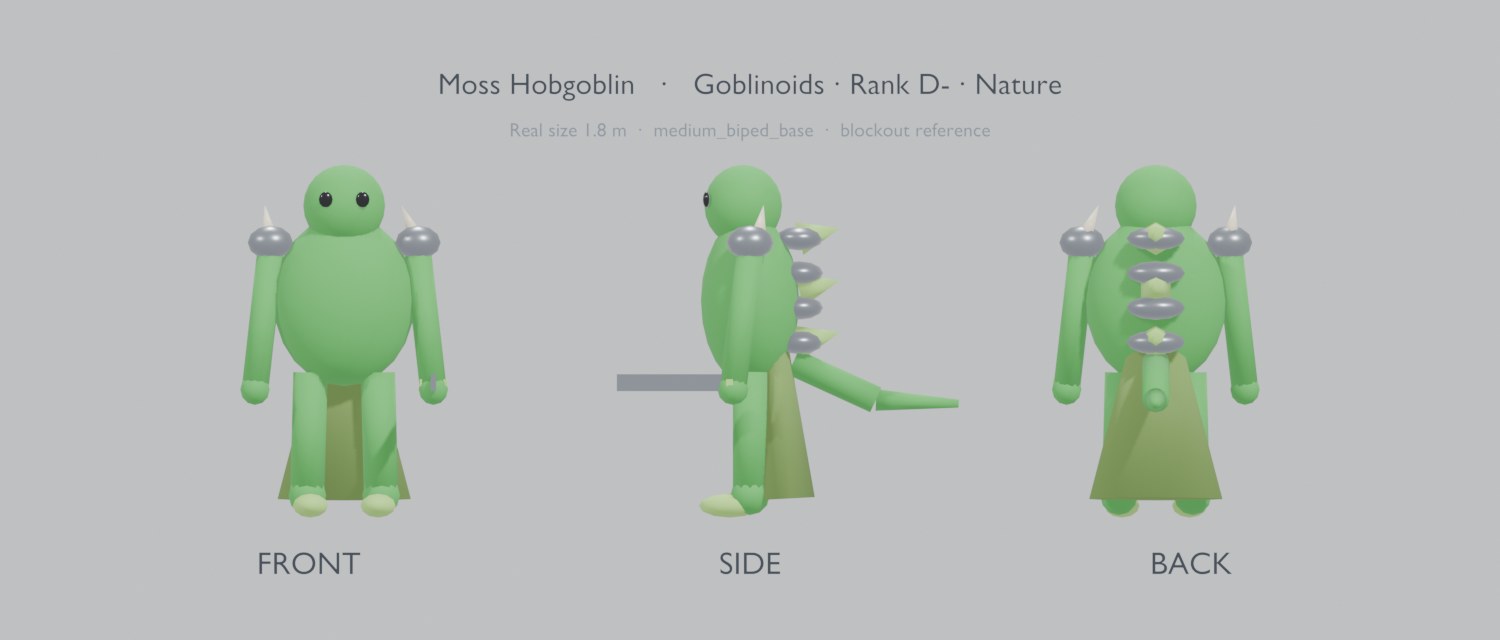 Moss Hobgoblin · Goblinoids · Rank D- · Nature
Real size 1.8 m · medium_biped_base · blockout reference
FRONT SIDE BACK